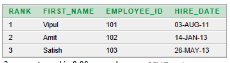 RANK FIRST_NAME EMPLOYEE_ID HIRE_DATE
1 Vipul 101 03-AUG-11
2 Amit 102 14-JAN-13
3 Satish 103 26-MAY-13